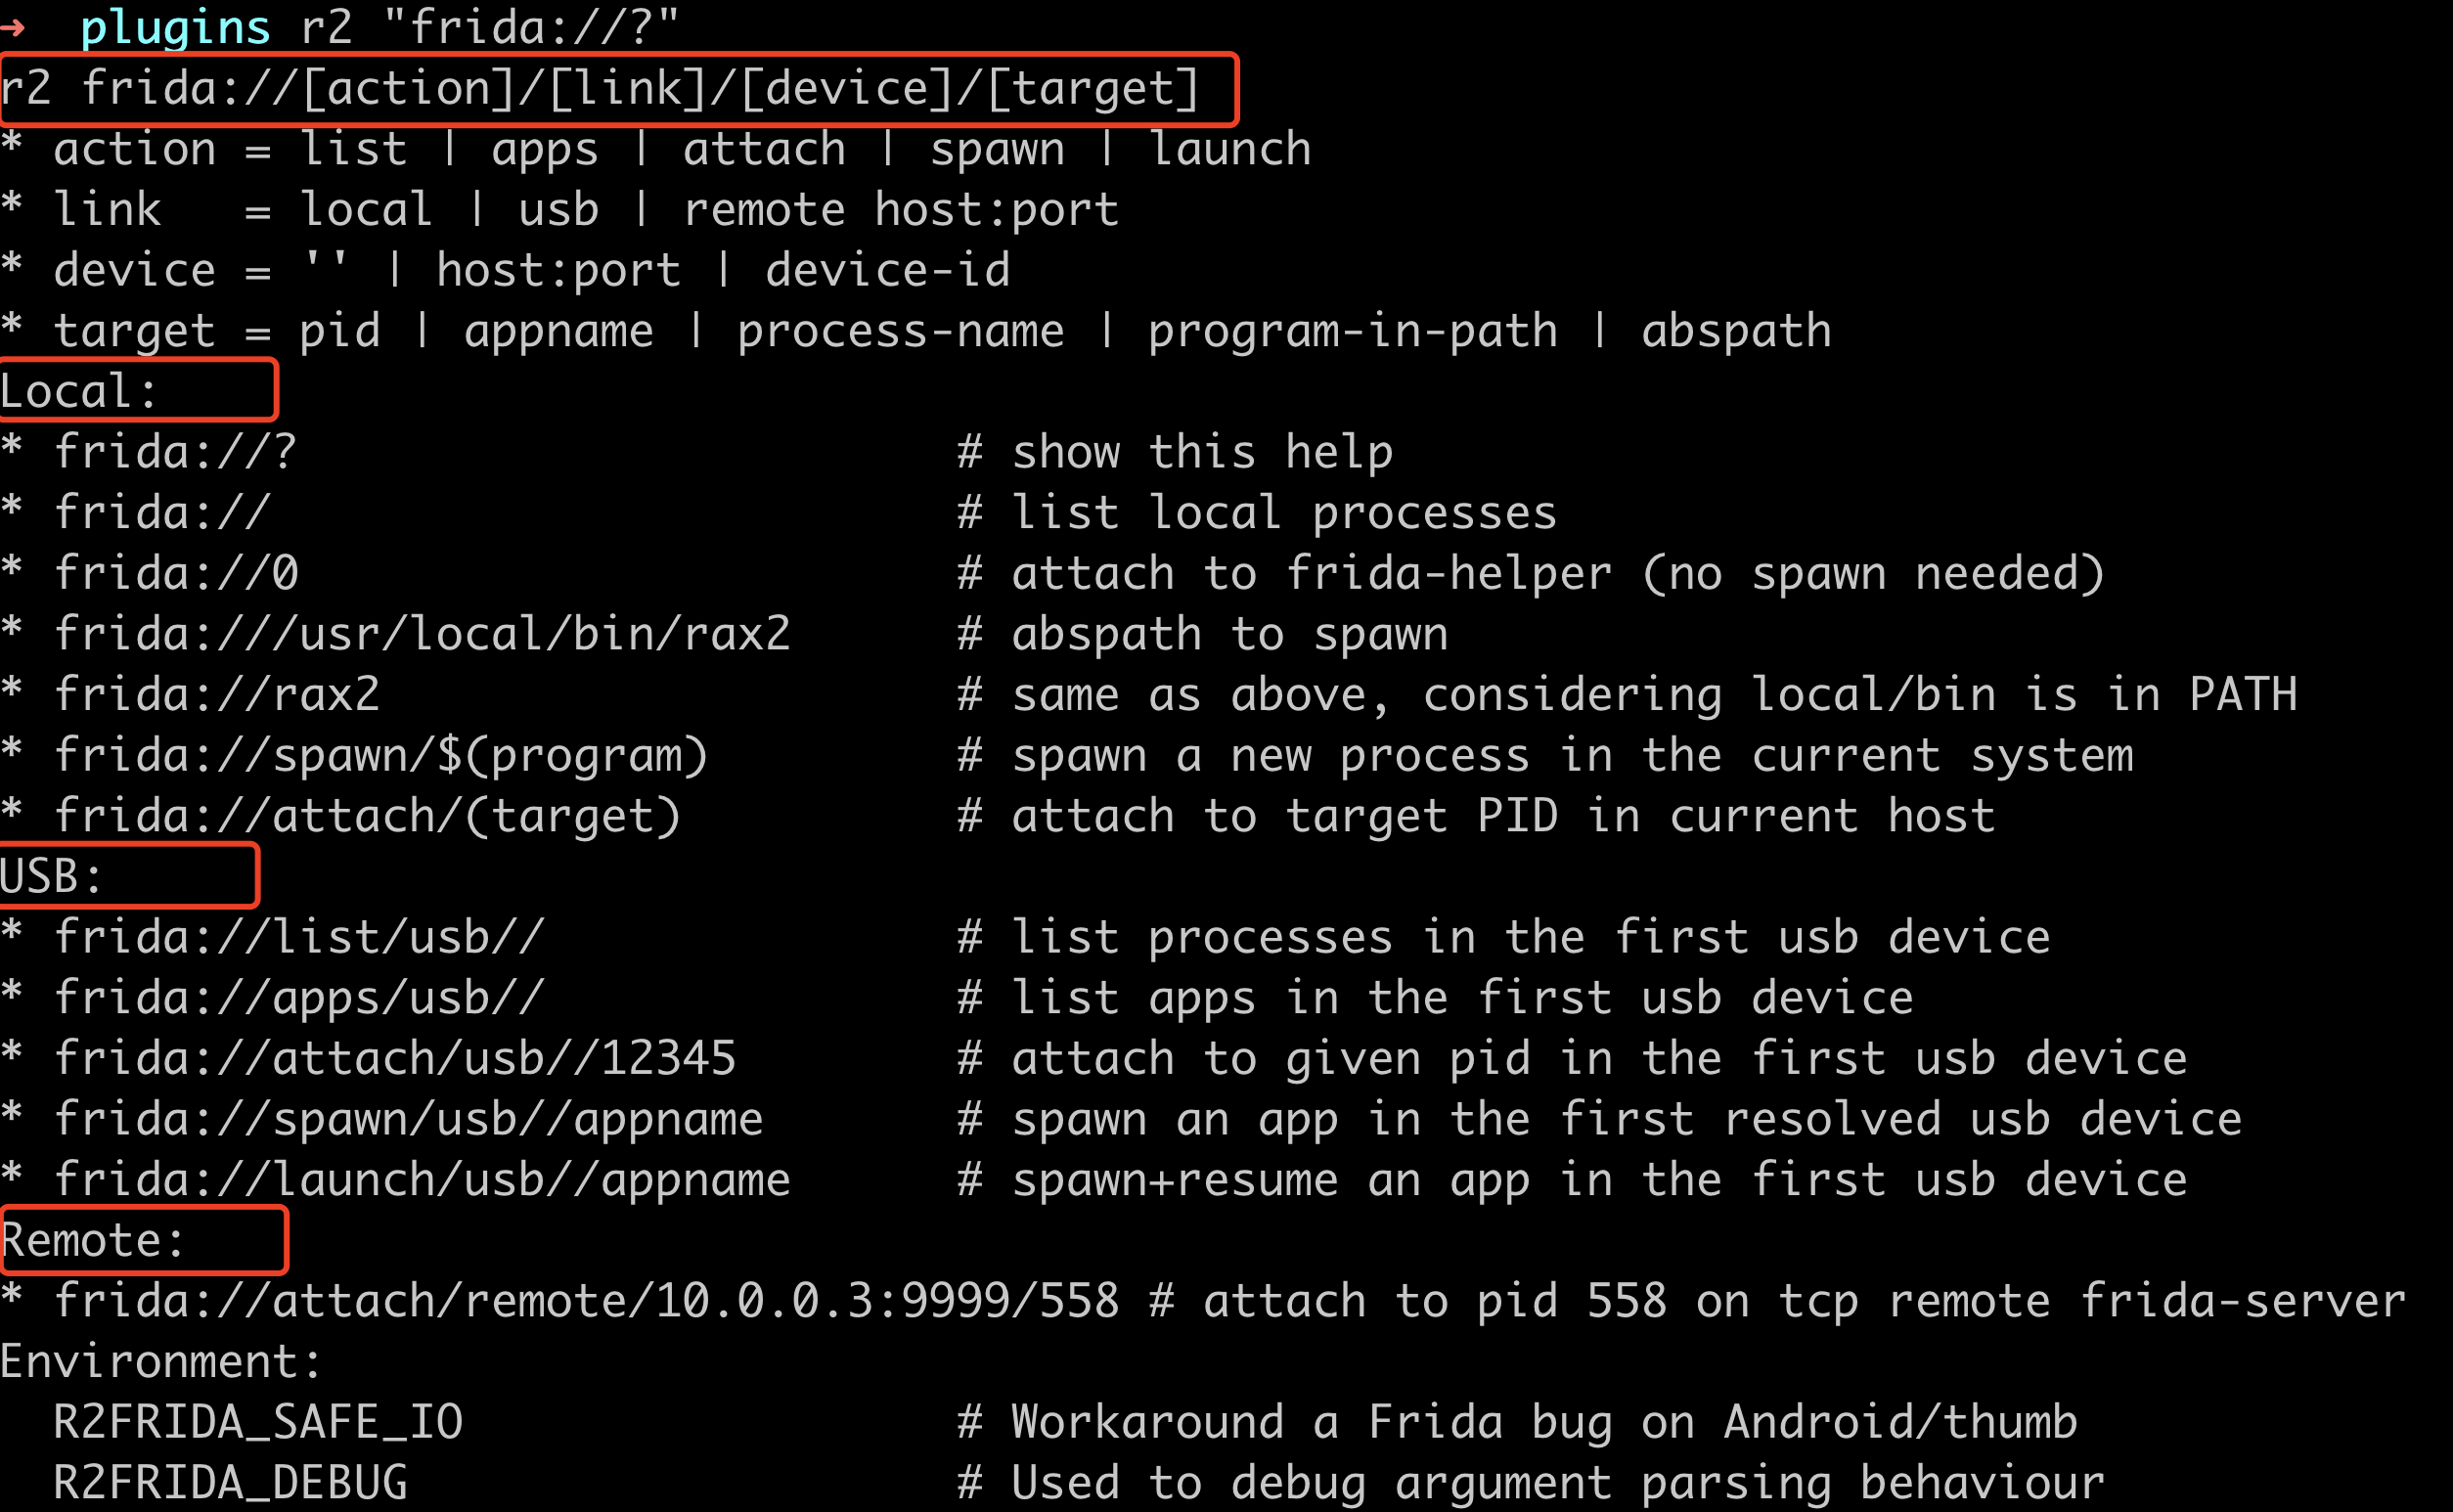 ➜  plugins r2 "frida://?"
r2 frida://[action]/[link]/[device]/[target]
* action = list | apps | attach | spawn | launch
* link   = local | usb | remote host:port
* device = '' | host:port | device-id
* target = pid | appname | process-name | program-in-path | abspath
Local:
* frida://?                        # show this help
* frida://                         # list local processes
* frida://0                        # attach to frida-helper (no spawn needed)
* frida:///usr/local/bin/rax2      # abspath to spawn
* frida://rax2                     # same as above, considering local/bin is in PATH
* frida://spawn/$(program)         # spawn a new process in the current system
* frida://attach/(target)          # attach to target PID in current host
USB:
* frida://list/usb//               # list processes in the first usb device
* frida://apps/usb//               # list apps in the first usb device
* frida://attach/usb//12345        # attach to given pid in the first usb device
* frida://spawn/usb//appname       # spawn an app in the first resolved usb device
* frida://launch/usb//appname      # spawn+resume an app in the first usb device
Remote:
* frida://attach/remote/10.0.0.3:9999/558 # attach to pid 558 on tcp remote frida-server
Environment:
  R2FRIDA_SAFE_IO                  # Workaround a Frida bug on Android/thumb
  R2FRIDA_DEBUG                    # Used to debug argument parsing behaviour